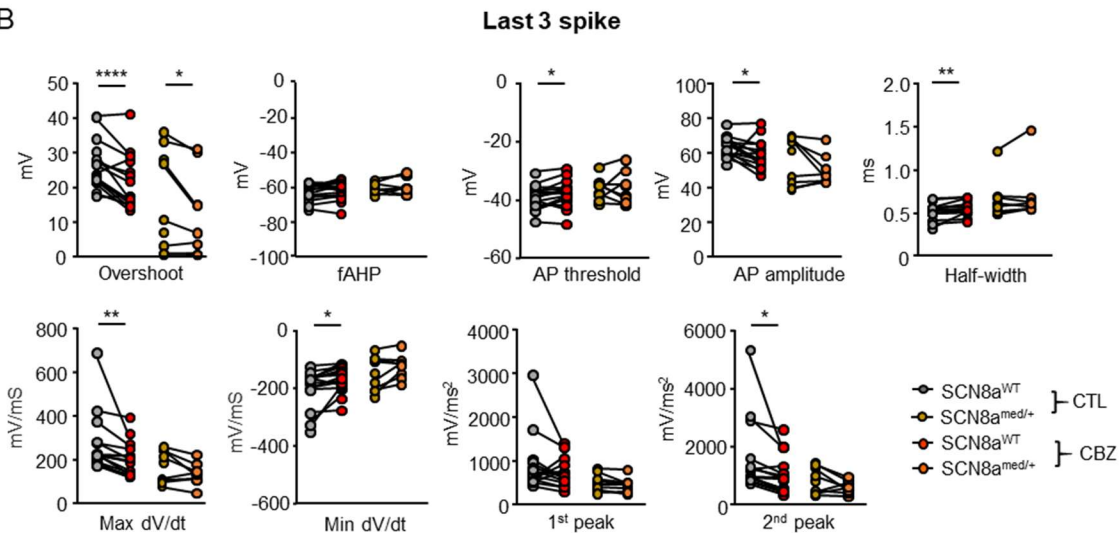 B
Last 3 spike
**** *
50
40
30
20
10
0
mV
Overshoot
0
-20
-40
-60
-80
-100
mV
fAHP
*
0
-20
-40
-60
mV
AP threshold
*
100
80
60
40
20
0
mV
AP amplitude
**
2.0
1.5
1.0
0.5
0
ms
Half-width
**
800
600
400
200
0
mV/mS
Max dV/dt
*
0
-200
-400
-600
mV/mS
Min dV/dt
4000
3000
2000
1000
0
mV/ms²
1st peak
*
6000
4000
2000
0
mV/ms²
2nd peak
SCN8aWT
SCN8amed/+
CTL
SCN8aWT
SCN8amed/+
CBZ